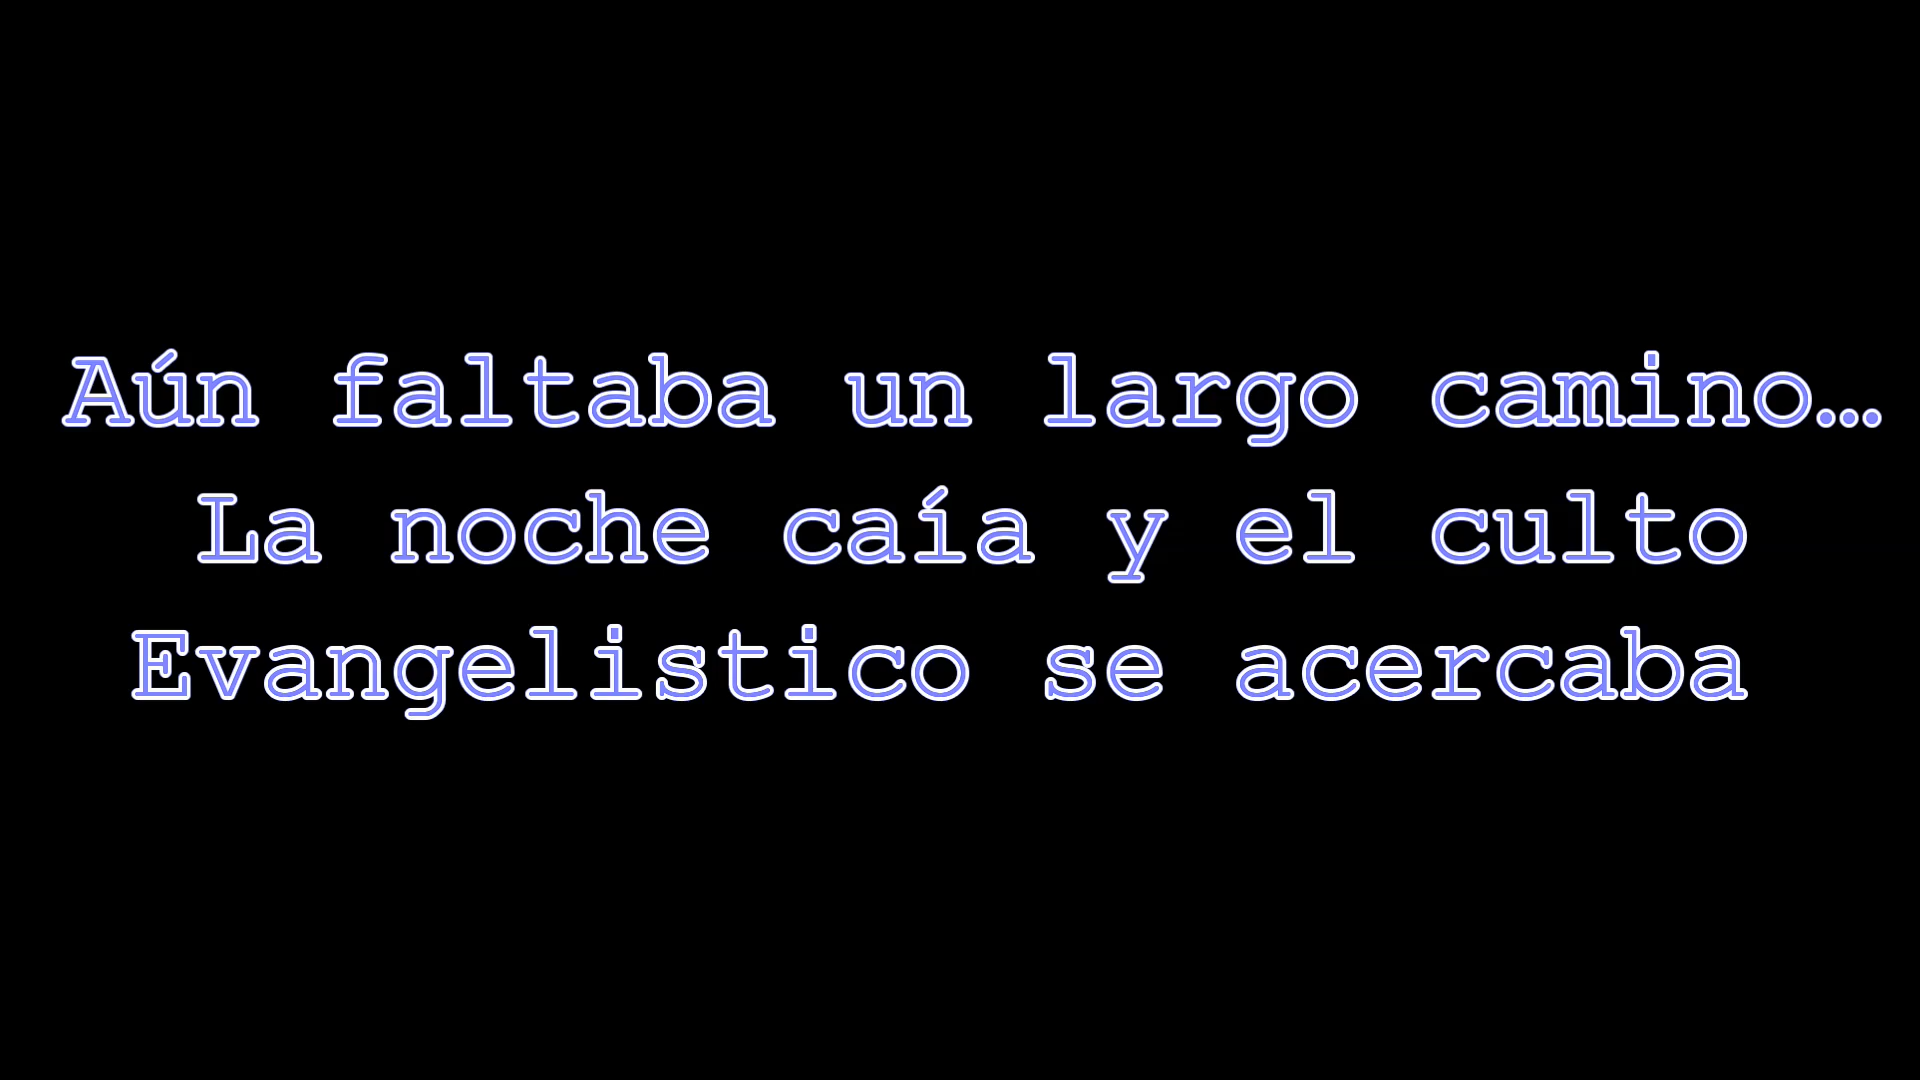 Aún faltaba un largo camino…
La noche caía y el culto
Evangelistico se acercaba